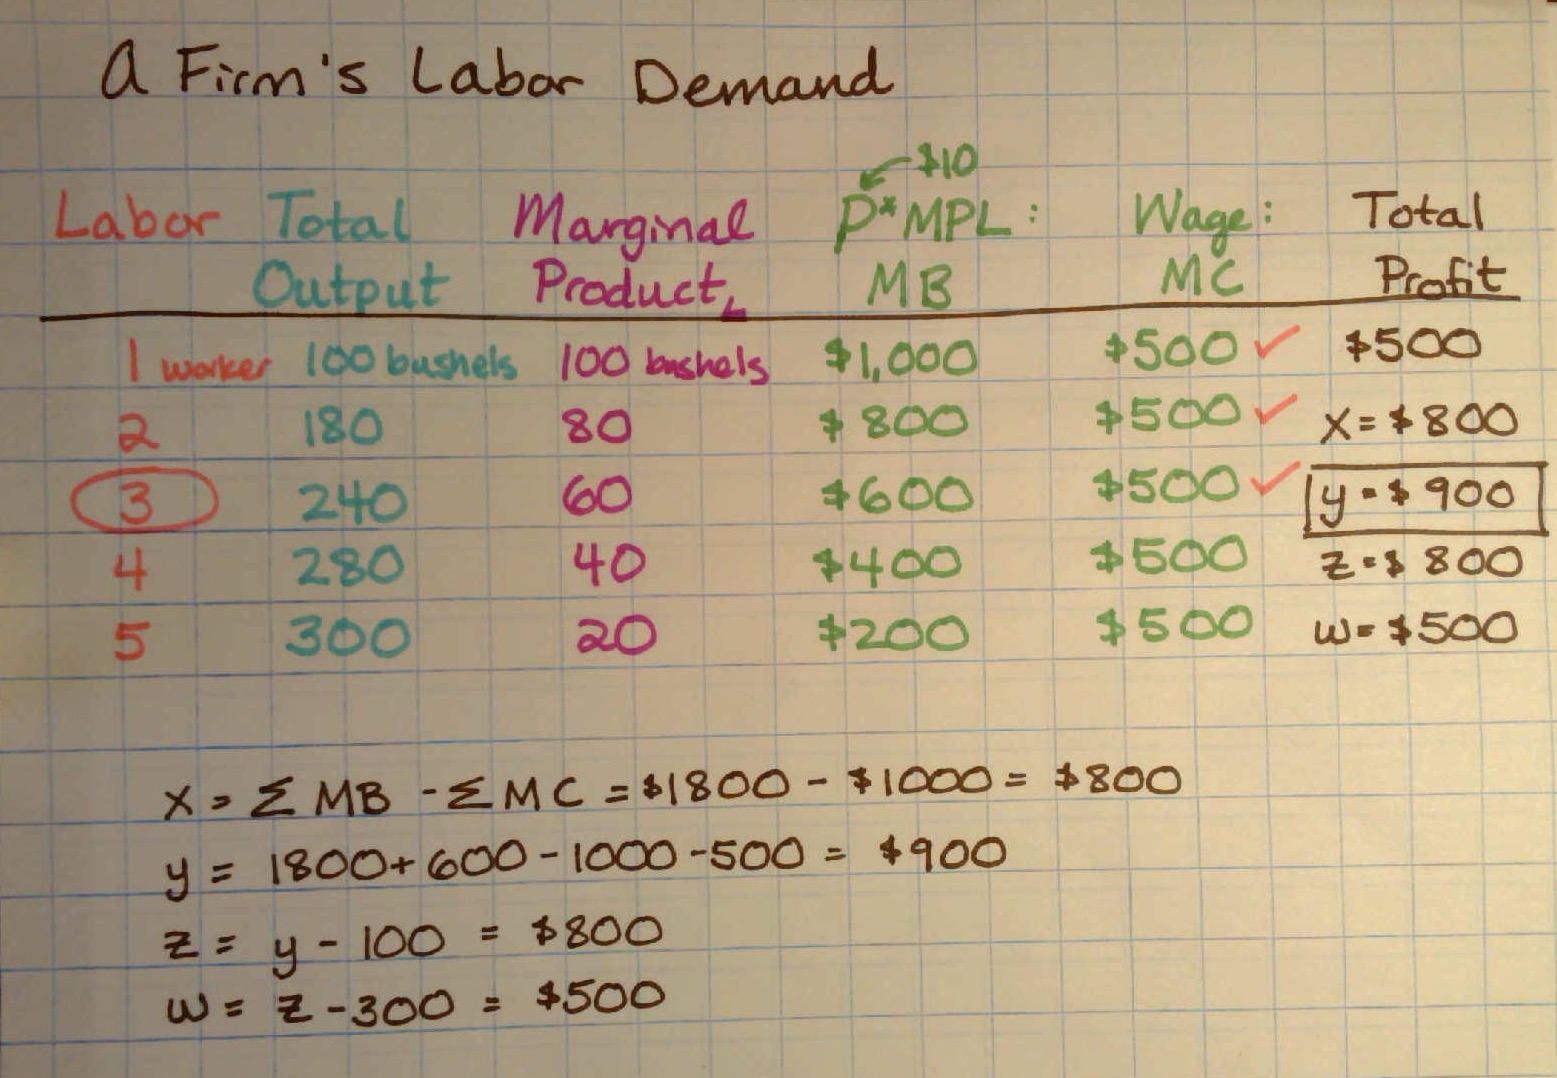 A Firm's Labor Demand
$10
Labor Total Marginal P*MPL: Wage: Total
Output Product L MB MC Profit
1 worker 100 bushels 100 bushels $1,000 $500 ✓ $500
2 180 80 $800 $500 ✓ x=$800
3 240 60 $600 $500 ✓ y=$900
4 280 40 $400 $500 z=$800
5 300 20 $200 $500 w=$500
x = Σ MB - Σ MC = $1800 - $1000 = $800
y = 1800+600-1000-500 = $900
z = y - 100 = $800
w = z - 300 = $500